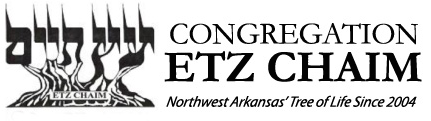 עץ חיים
ETZ CHAIM
CONGREGATION
ETZ CHAIM
Northwest Arkansas' Tree of Life Since 2004